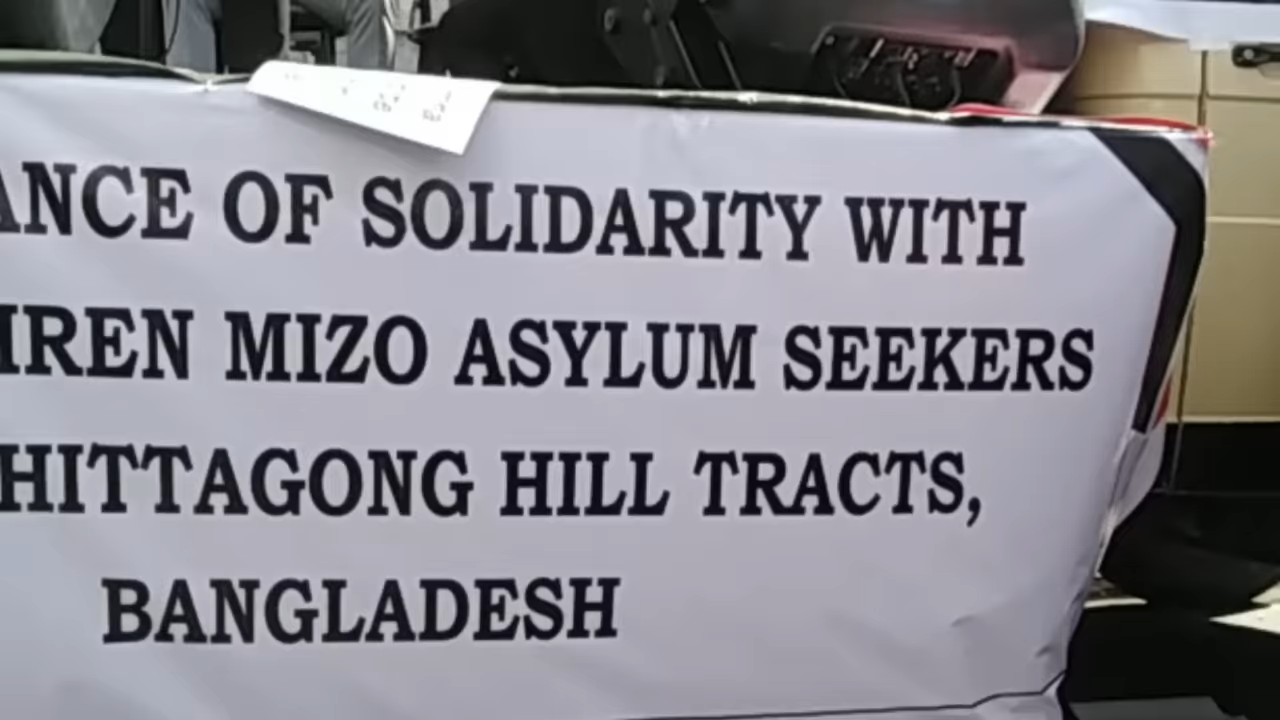 ANCE OF SOLIDARITY WITH
HREN MIZO ASYLUM SEEKERS
HITTAGONG HILL TRACTS,
BANGLADESH